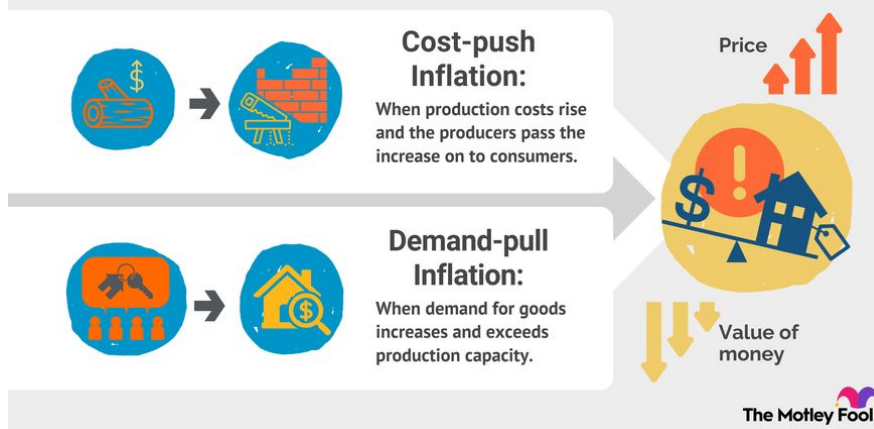 Cost-push
Inflation:
When production costs rise
and the producers pass the
increase on to consumers.
Price
$
$
Demand-pull
Inflation:
When demand for goods
increases and exceeds
production capacity.
$
Value of
money
The Motley Fool